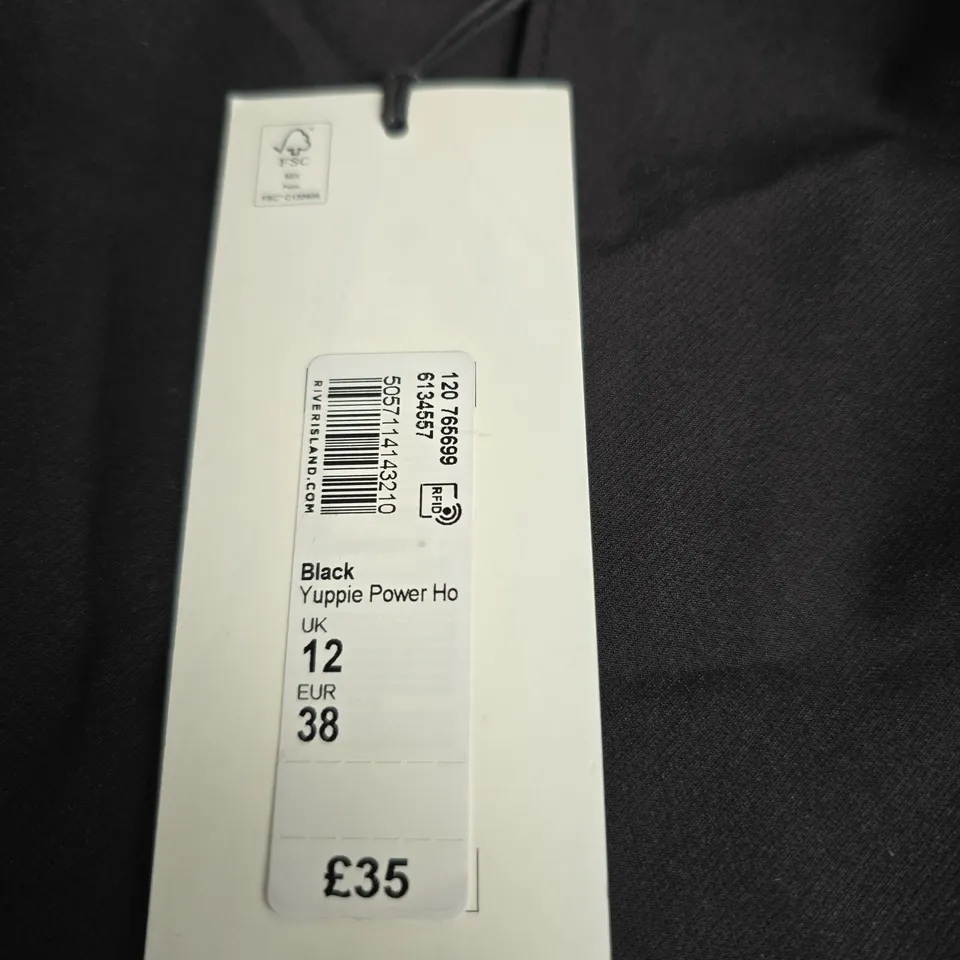 FSC
120 765699
6134557
RFID
5057114143210
RIVERISLAND.COM
Black
Yuppie Power Ho
UK
12
EUR
38
£35